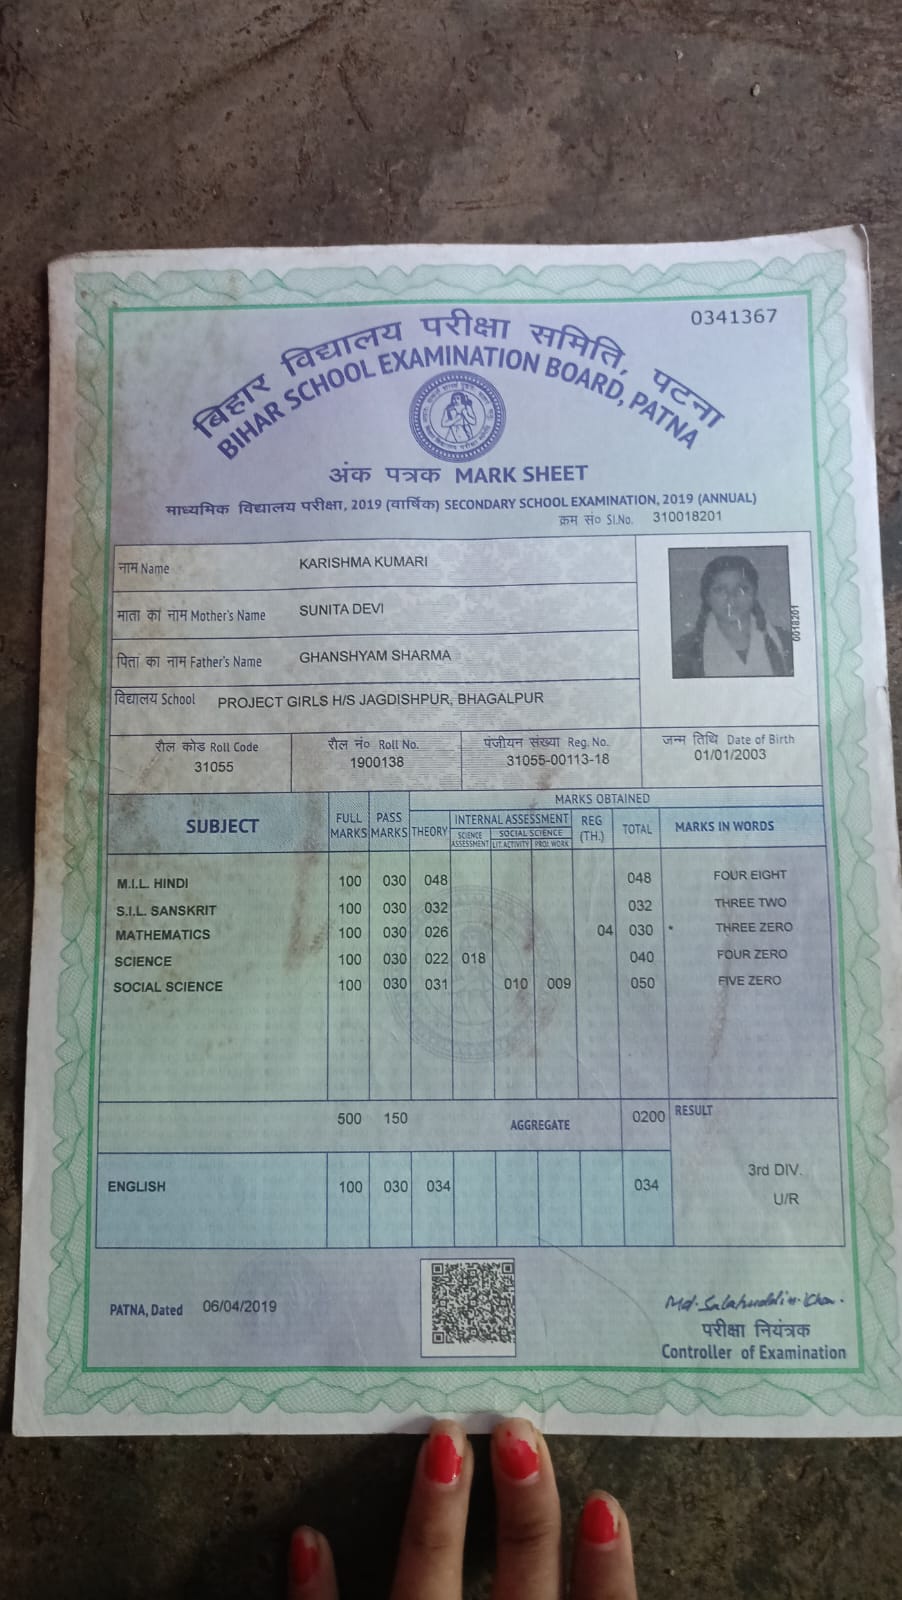 0341367
बिहार विद्यालय परीक्षा समिति, पटना
BIHAR SCHOOL EXAMINATION BOARD, PATNA
अंक पत्रक MARK SHEET
माध्यमिक विद्यालय परीक्षा, 2019 (वार्षिक) SECONDARY SCHOOL EXAMINATION, 2019 (ANNUAL)
क्रम सं० Sl.No. 310018201
नाम Name KARISHMA KUMARI
माता का नाम Mother's Name SUNITA DEVI
पिता का नाम Father's Name GHANSHYAM SHARMA
विद्यालय School PROJECT GIRLS H/S JAGDISHPUR, BHAGALPUR
0018201
रौल कोड Roll Code रौल नं० Roll No. पंजीयन संख्या Reg. No. जन्म तिथि Date of Birth
31055 1900138 31055-00113-18 01/01/2003
MARKS OBTAINED
SUBJECT FULL MARKS PASS MARKS THEORY INTERNAL ASSESSMENT REG (TH.) TOTAL MARKS IN WORDS
SCIENCE ASSESSMENT SOCIAL SCIENCE LIT.ACTIVITY PROJ.WORK
M.I.L. HINDI 100 030 048 048 FOUR EIGHT
S.I.L. SANSKRIT 100 030 032 032 THREE TWO
MATHEMATICS 100 030 026 04 030 * THREE ZERO
SCIENCE 100 030 022 018 040 FOUR ZERO
SOCIAL SCIENCE 100 030 031 010 009 050 FIVE ZERO
500 150 AGGREGATE 0200 RESULT
ENGLISH 100 030 034 034
3rd DIV.
U/R
PATNA, Dated 06/04/2019
Md. Salahuddin Khan.
परीक्षा नियंत्रक
Controller of Examination